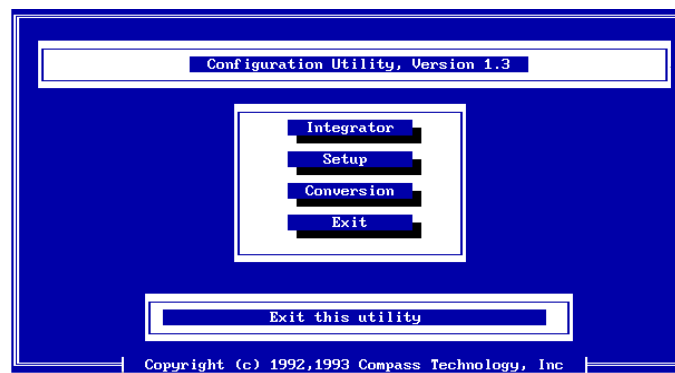 Configuration Utility, Version 1.3
Integrator
Setup
Conversion
Exit
Exit this utility
Copyright (c) 1992,1993 Compass Technology, Inc